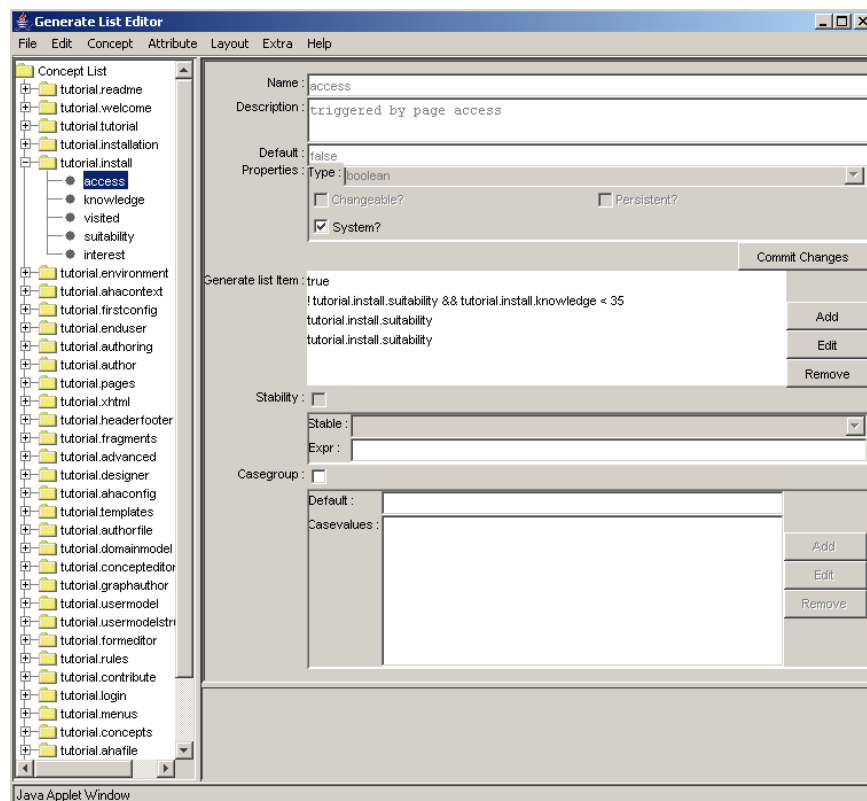 Generate List Editor
File Edit Concept Attribute Layout Extra Help
Concept List
tutorial.readme
tutorial.welcome
tutorial.tutorial
tutorial.installation
tutorial.install
access
knowledge
visited
suitability
interest
tutorial.environment
tutorial.ahacontext
tutorial.firstconfig
tutorial.enduser
tutorial.authoring
tutorial.author
tutorial.pages
tutorial.xhtml
tutorial.headerfooter
tutorial.fragments
tutorial.advanced
tutorial.designer
tutorial.ahaconfig
tutorial.templates
tutorial.authorfile
tutorial.domainmodel
tutorial.concepteditor
tutorial.graphauthor
tutorial.usermodel
tutorial.usermodelstru
tutorial.formeditor
tutorial.rules
tutorial.contribute
tutorial.login
tutorial.menus
tutorial.concepts
tutorial.ahafile
Name : access
Description : triggered by page access
Default : false
Properties : Type : boolean
Changeable? Persistent?
System?
Commit Changes
Generate list Item : true
! tutorial.install.suitability && tutorial.install.knowledge < 35
tutorial.install.suitability
tutorial.install.suitability
Add
Edit
Remove
Stability :
Stable :
Expr :
Casegroup :
Default :
Casevalues :
Add
Edit
Remove
Java Applet Window